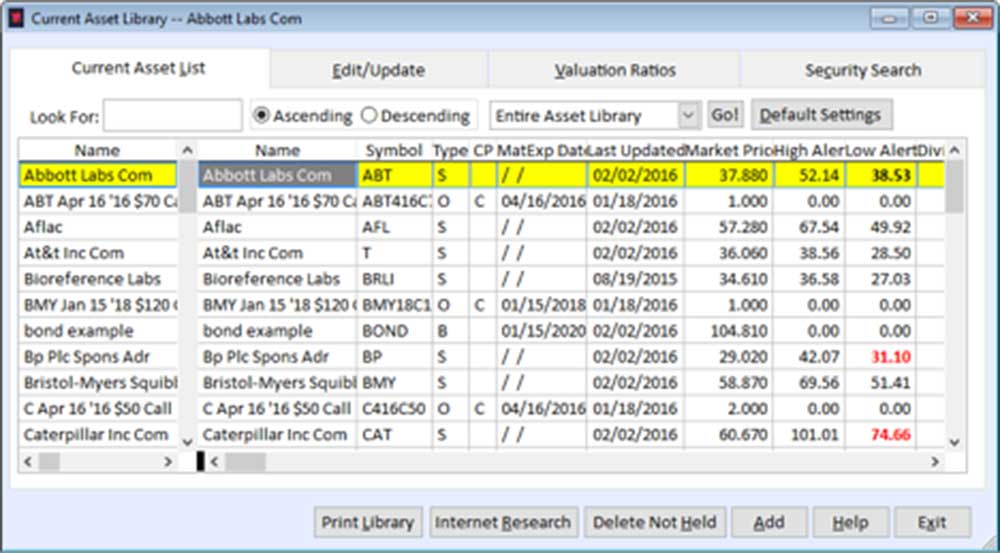 Current Asset Library -- Abbott Labs Com
Current Asset List Edit/Update Valuation Ratios Security Search
Look For: Ascending Descending Entire Asset Library Go! Default Settings
Name Name Symbol Type CP MatExp Date Last Updated Market Pric High Aler Low Alert Divi
Abbott Labs Com Abbott Labs Com ABT S / / 02/02/2016 37.880 52.14 38.53
ABT Apr 16 '16 $70 Ca ABT Apr 16 '16 $70 Ca ABT416C7 O C 04/16/2016 01/18/2016 1.000 0.00 0.00
Aflac Aflac AFL S / / 02/02/2016 57.280 67.54 49.92
At&t Inc Com At&t Inc Com T S / / 02/02/2016 36.060 38.56 28.50
Bioreference Labs Bioreference Labs BRLI S / / 08/19/2015 34.610 36.58 27.03
BMY Jan 15 '18 $120 C BMY Jan 15 '18 $120 C BMY18C1 O C 01/15/2018 01/18/2016 1.000 0.00 0.00
bond example bond example BOND B 01/15/2020 02/02/2016 104.810 0.00 0.00
Bp Plc Spons Adr Bp Plc Spons Adr BP S / / 02/02/2016 29.020 42.07 31.10
Bristol-Myers Squibl Bristol-Myers Squibl BMY S / / 02/02/2016 58.870 69.56 51.41
C Apr 16 '16 $50 Call C Apr 16 '16 $50 Call C416C50 O C 04/16/2016 01/18/2016 2.000 0.00 0.00
Caterpillar Inc Com Caterpillar Inc Com CAT S / / 02/02/2016 60.670 101.01 74.66
Print Library Internet Research Delete Not Held Add Help Exit